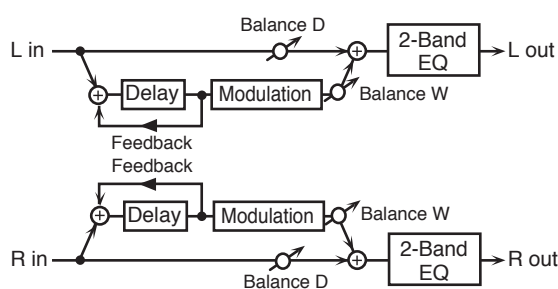 Balance D
L in
2-Band
EQ
L out
Delay
Modulation
Balance W
Feedback
Feedback
Delay
Modulation
Balance W
R in
2-Band
EQ
R out
Balance D